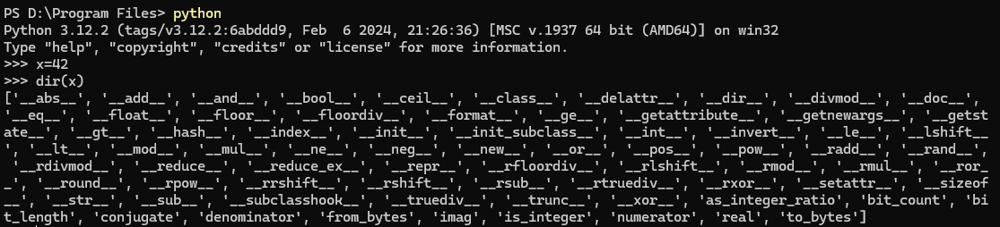 PS D:\Program Files> python
Python 3.12.2 (tags/v3.12.2:6abddd9, Feb  6 2024, 21:26:36) [MSC v.1937 64 bit (AMD64)] on win32
Type "help", "copyright", "credits" or "license" for more information.
>>> x=42
>>> dir(x)
['__abs__', '__add__', '__and__', '__bool__', '__ceil__', '__class__', '__delattr__', '__dir__', '__divmod__', '__doc__',
'__eq__', '__float__', '__floor__', '__floordiv__', '__format__', '__ge__', '__getattribute__', '__getnewargs__', '__getst
ate__', '__gt__', '__hash__', '__index__', '__init__', '__init_subclass__', '__int__', '__invert__', '__le__', '__lshift__
', '__lt__', '__mod__', '__mul__', '__ne__', '__neg__', '__new__', '__or__', '__pos__', '__pow__', '__radd__', '__rand__',
'__rdivmod__', '__reduce__', '__reduce_ex__', '__repr__', '__rfloordiv__', '__rlshift__', '__rmod__', '__rmul__', '__ror_
_', '__round__', '__rpow__', '__rrshift__', '__rshift__', '__rsub__', '__rtruediv__', '__rxor__', '__setattr__', '__sizeof
__', '__str__', '__sub__', '__subclasshook__', '__truediv__', '__trunc__', '__xor__', 'as_integer_ratio', 'bit_count', 'bi
t_length', 'conjugate', 'denominator', 'from_bytes', 'imag', 'is_integer', 'numerator', 'real', 'to_bytes']